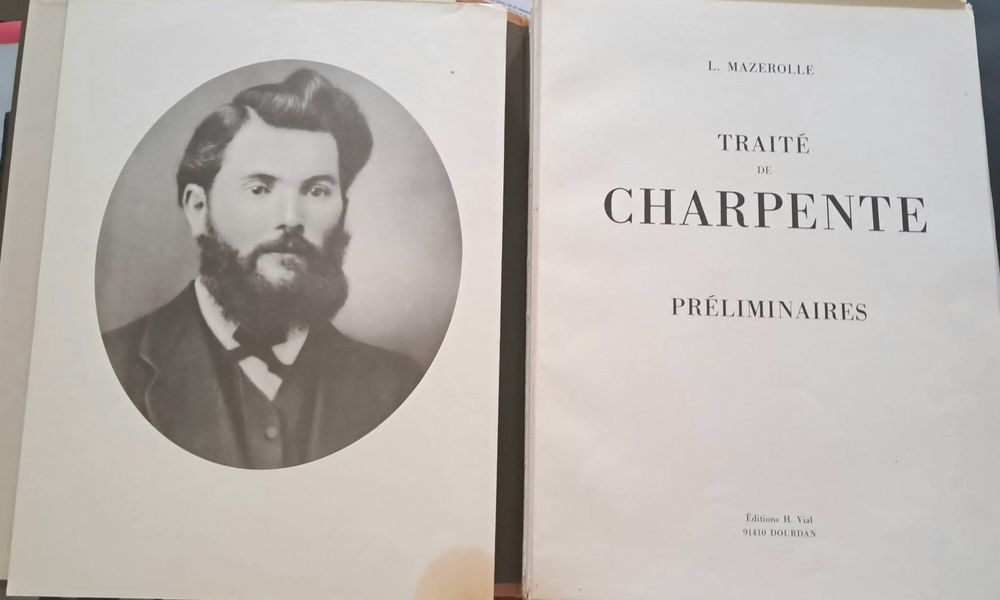 L. MAZEROLLE
TRAITÉ
DE
CHARPENTE
PRÉLIMINAIRES
Éditions H. Vial
91410 DOURDAN